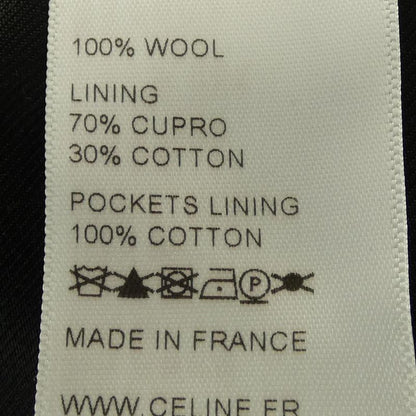 100% WOOL
LINING
70% CUPRO
30% COTTON
POCKETS LINING
100% COTTON
P
MADE IN FRANCE
WWW.CELINE.FR